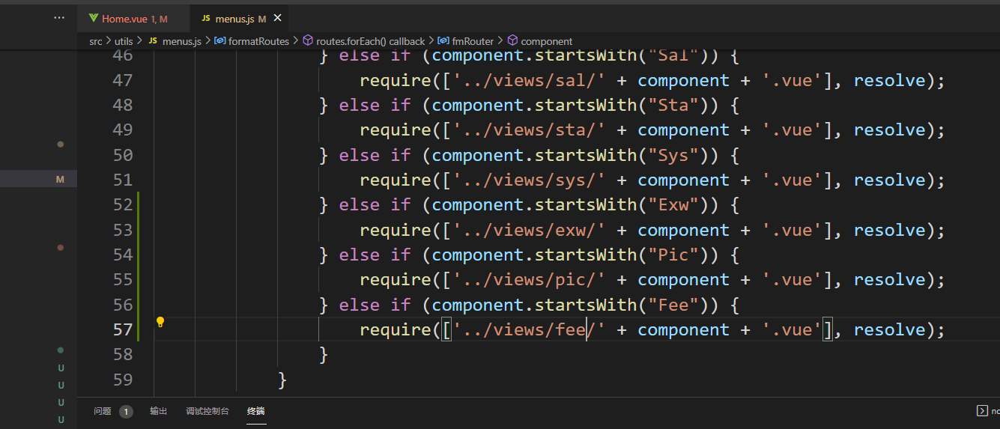 ··· Home.vue 1, M JS menus.js M ×
src > utils > JS menus.js > formatRoutes > routes.forEach() callback > fmRouter > component
46 } else if (component.startsWith("Sal")) {
47 require(['../views/sal/' + component + '.vue'], resolve);
48 } else if (component.startsWith("Sta")) {
49 require(['../views/sta/' + component + '.vue'], resolve);
50 } else if (component.startsWith("Sys")) {
M 51 require(['../views/sys/' + component + '.vue'], resolve);
52 } else if (component.startsWith("Exw")) {
53 require(['../views/exw/' + component + '.vue'], resolve);
54 } else if (component.startsWith("Pic")) {
55 require(['../views/pic/' + component + '.vue'], resolve);
56 } else if (component.startsWith("Fee")) {
57 require(['../views/fee/' + component + '.vue'], resolve);
58 }
U
59 }
U
U
U
问题 1 输出 调试控制台 终端